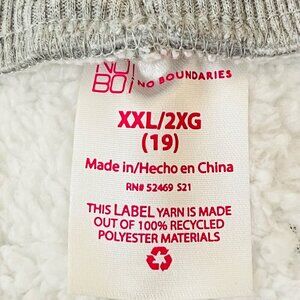 NO
BO
NO BOUNDARIES
XXL/2XG
(19)
Made in/Hecho en China
RN# 52469 S21
THIS LABEL YARN IS MADE
OUT OF 100% RECYCLED
POLYESTER MATERIALS